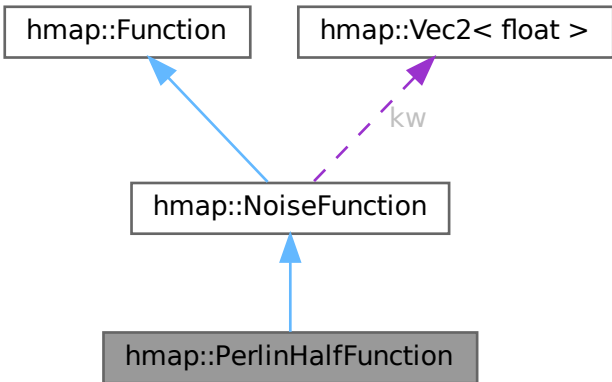 hmap::Function
hmap::Vec2< float >
kw
hmap::NoiseFunction
hmap::PerlinHalfFunction